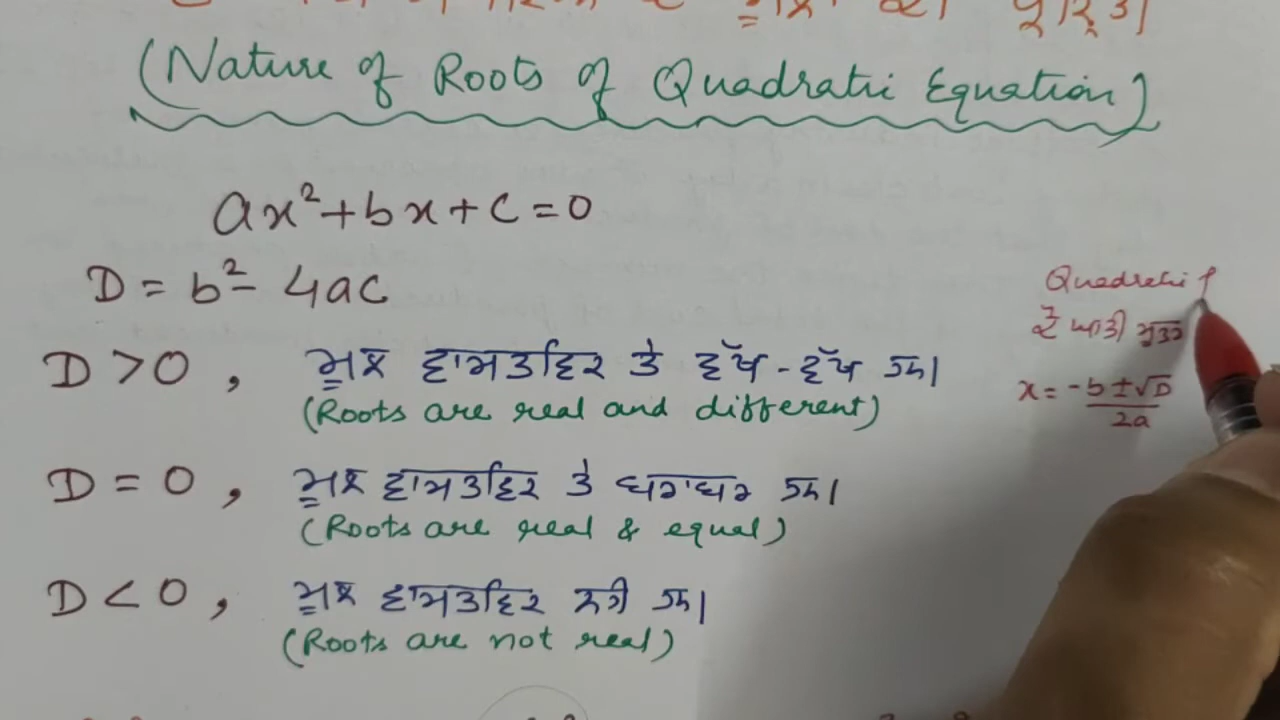 (Nature of Roots of Quadratic Equation)
ax²+bx+c=0
D = b²- 4ac
D > 0 , ਮੂਲ ਵਾਸਤਵਿਕ ਤੇ ਵੱਖ-ਵੱਖ ਹਨ।
(Roots are real and different)
D = 0 , ਮੂਲ ਵਾਸਤਵਿਕ ਤੇ ਬਰਾਬਰ ਹਨ।
(Roots are real & equal)
D < 0 , ਮੂਲ ਵਾਸਤਵਿਕ ਨਹੀਂ ਹਨ।
(Roots are not real)
Quadratic
x = -b±√D / 2a